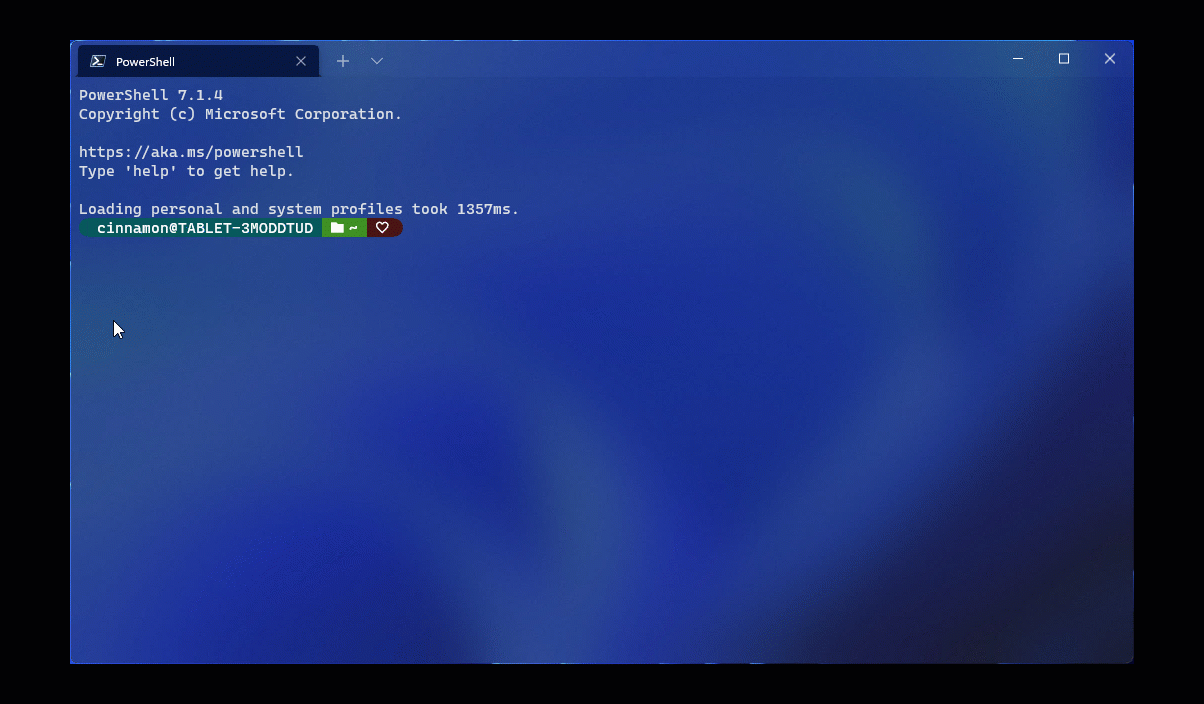 PowerShell
PowerShell 7.1.4
Copyright (c) Microsoft Corporation.
https://aka.ms/powershell
Type 'help' to get help.
Loading personal and system profiles took 1357ms.
cinnamon@TABLET-3MODDTUD ~ ♡